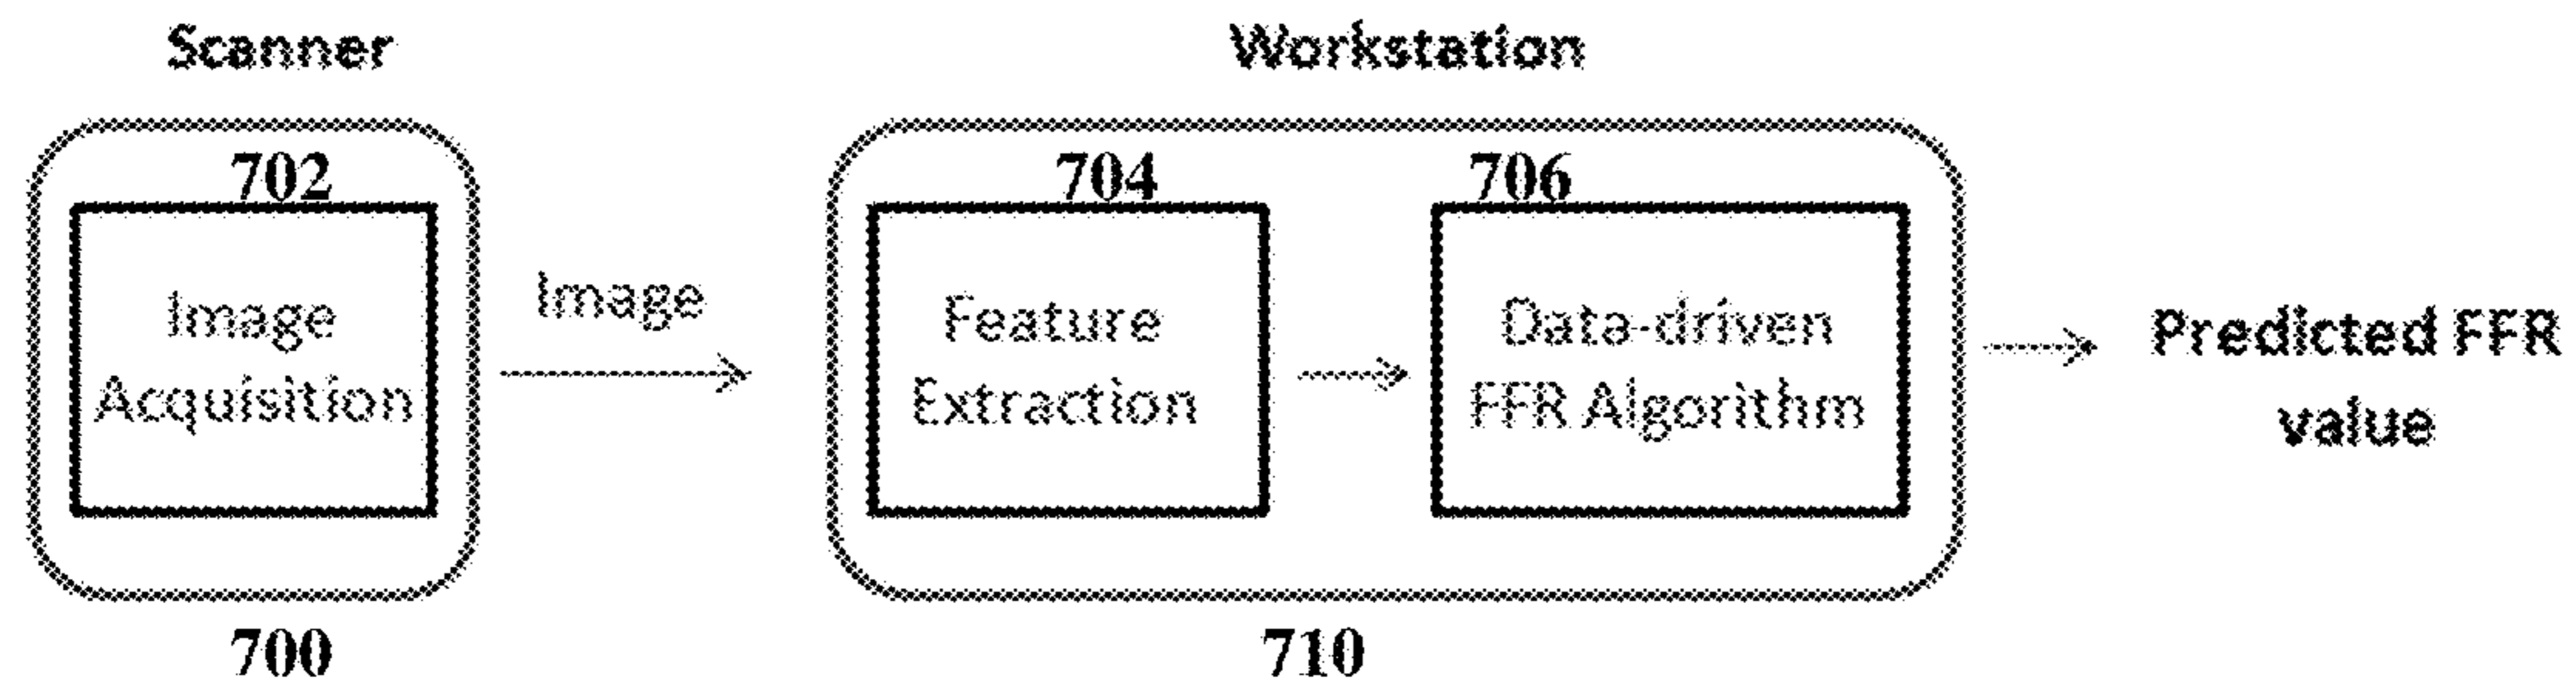 Scanner
Workstation
702
704
706
Image
Acquisition
Image
Feature
Extraction
Data-driven
FFR Algorithm
Predicted FFR
value
700
710